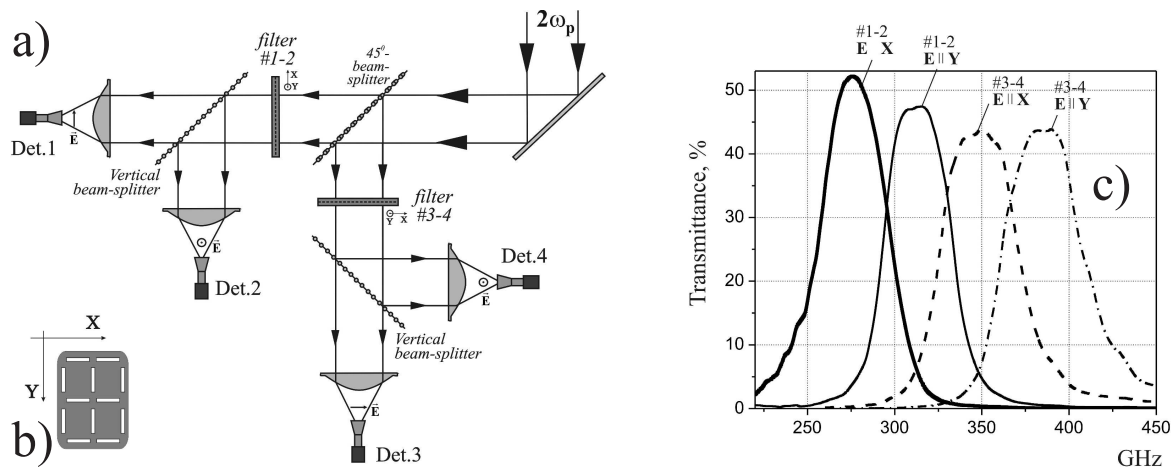 a)
2ωₚ
filter
#1-2
X
Y
45⁰-
beam-
splitter
Det.1
E
Vertical
beam-splitter
filter
#3-4
X
Y
Det.2
E
Det.4
E
Vertical
beam-splitter
Det.3
E
X
Y
b)
c)
#1-2
E X
#1-2
E || Y
#3-4
E || X
#3-4
E || Y
Transmittance, %
50
40
30
20
10
0
250
300
350
400
450
GHz